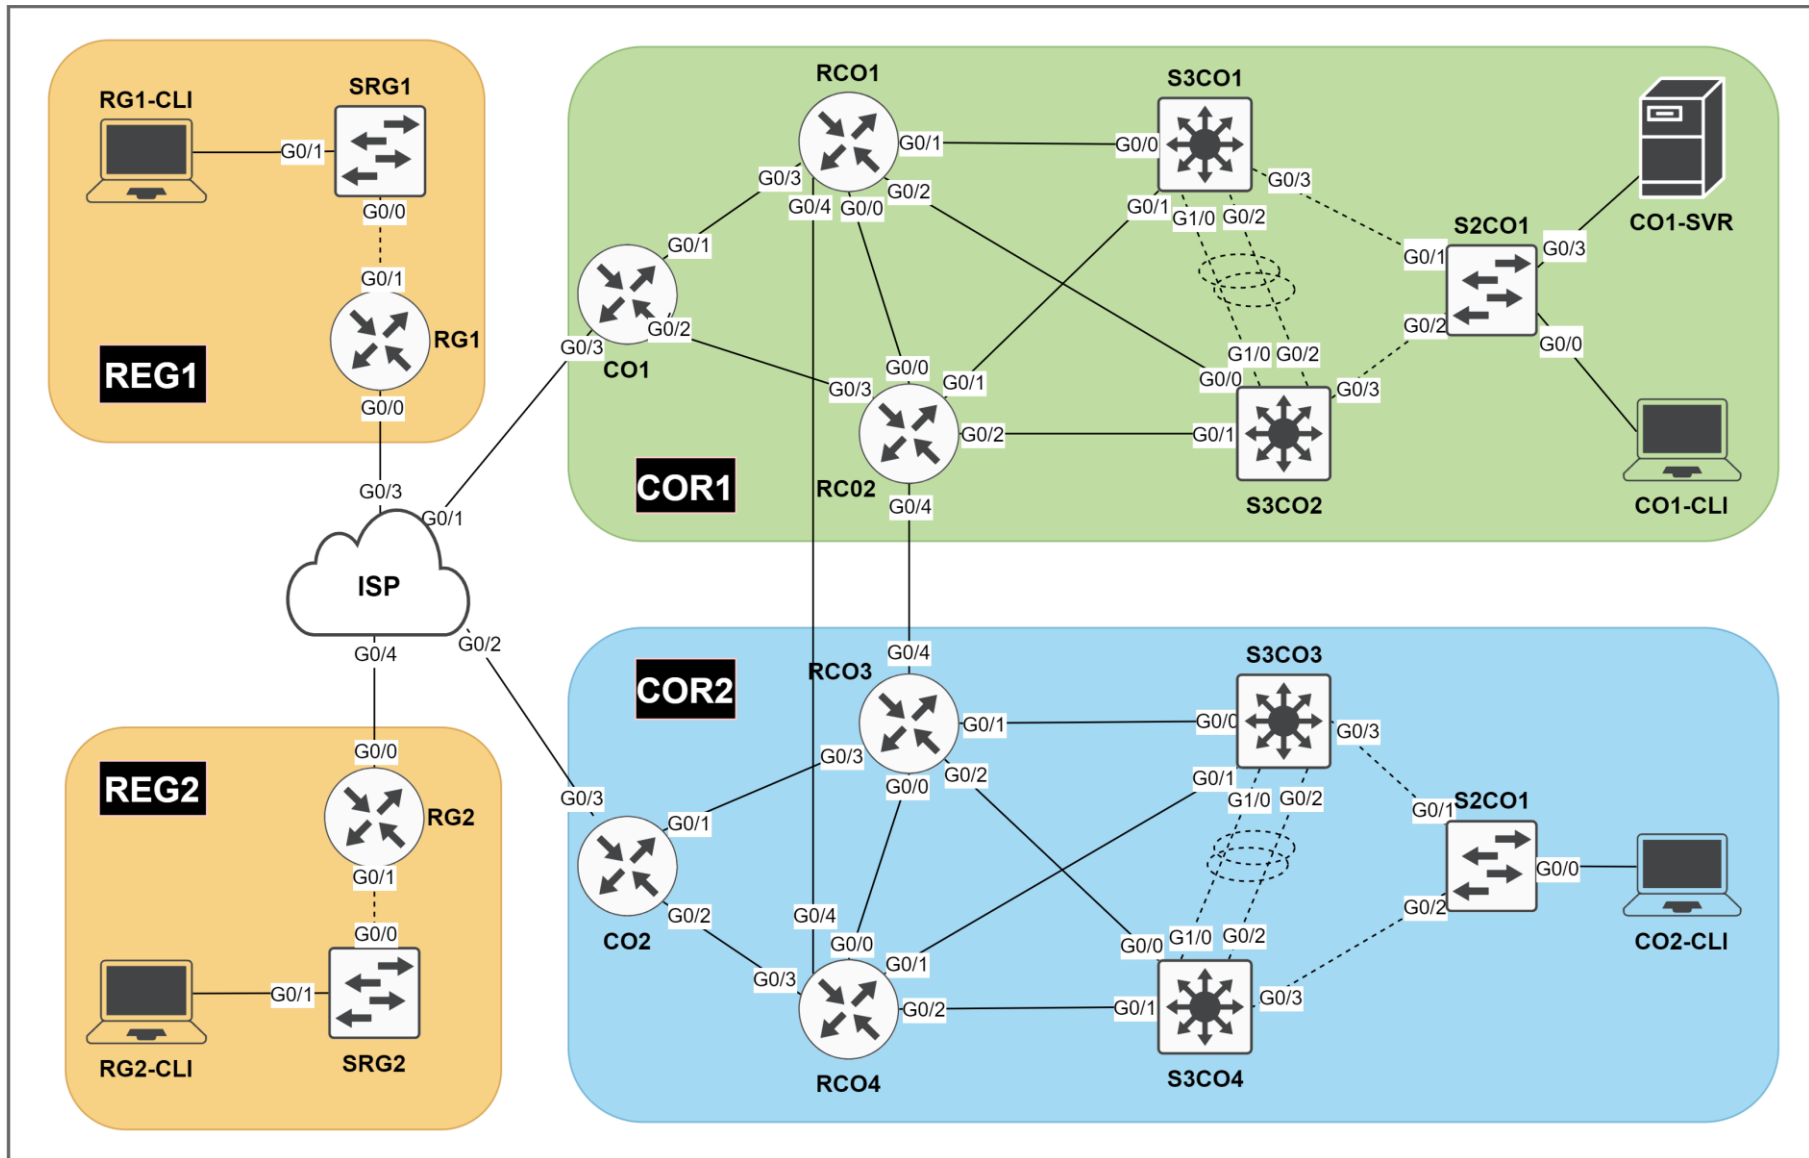 RG1-CLI
SRG1
G0/1
G0/0
G0/1
RG1
REG1
G0/0
G0/3
G0/1
ISP
G0/4
G0/2
G0/0
REG2
RG2
G0/1
G0/0
G0/1
RG2-CLI
SRG2
RCO1
S3CO1
G0/1
G0/0
G0/3
G0/3
G0/2
G0/4
G0/0
G0/1
G1/0
G0/2
CO1-SVR
S2CO1
G0/1
G0/3
G0/1
G0/2
G0/2
G0/3
CO1
G0/0
G1/0
G0/2
G0/0
G0/0
G0/3
G0/1
G0/3
COR1
G0/2
G0/1
RC02
S3CO2
CO1-CLI
G0/4
COR2
G0/4
RCO3
S3CO3
G0/1
G0/0
G0/3
G0/3
G0/2
G0/1
G0/0
G1/0
G0/2
S2CO1
G0/3
G0/1
G0/1
G0/0
G0/2
G0/2
CO2
G0/4
G0/0
G0/1
G0/0
G1/0
G0/2
CO2-CLI
G0/3
G0/2
G0/1
G0/3
RCO4
S3CO4